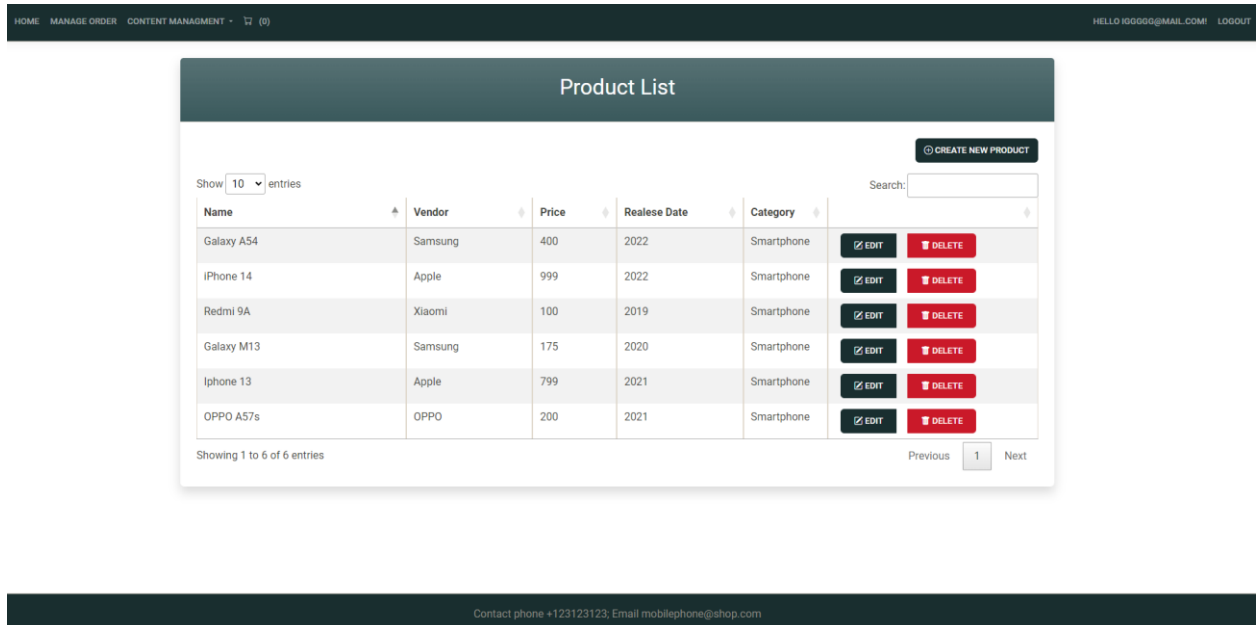 HOME MANAGE ORDER CONTENT MANAGMENT (0) HELLO IGGGGG@MAIL.COM! LOGOUT
Product List
CREATE NEW PRODUCT
Show 10 entries Search:
Name Vendor Price Realese Date Category
Galaxy A54 Samsung 400 2022 Smartphone EDIT DELETE
iPhone 14 Apple 999 2022 Smartphone EDIT DELETE
Redmi 9A Xiaomi 100 2019 Smartphone EDIT DELETE
Galaxy M13 Samsung 175 2020 Smartphone EDIT DELETE
Iphone 13 Apple 799 2021 Smartphone EDIT DELETE
OPPO A57s OPPO 200 2021 Smartphone EDIT DELETE
Showing 1 to 6 of 6 entries Previous 1 Next
Contact phone +123123123; Email mobilephone@shop.com